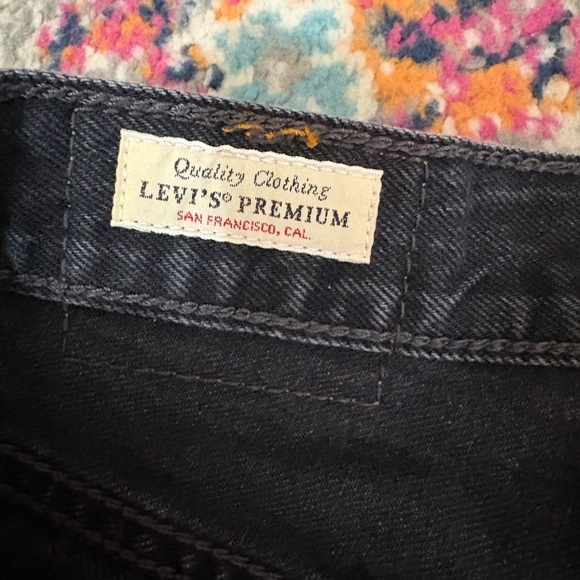 Quality Clothing
LEVI'S® PREMIUM
SAN FRANCISCO, CAL.